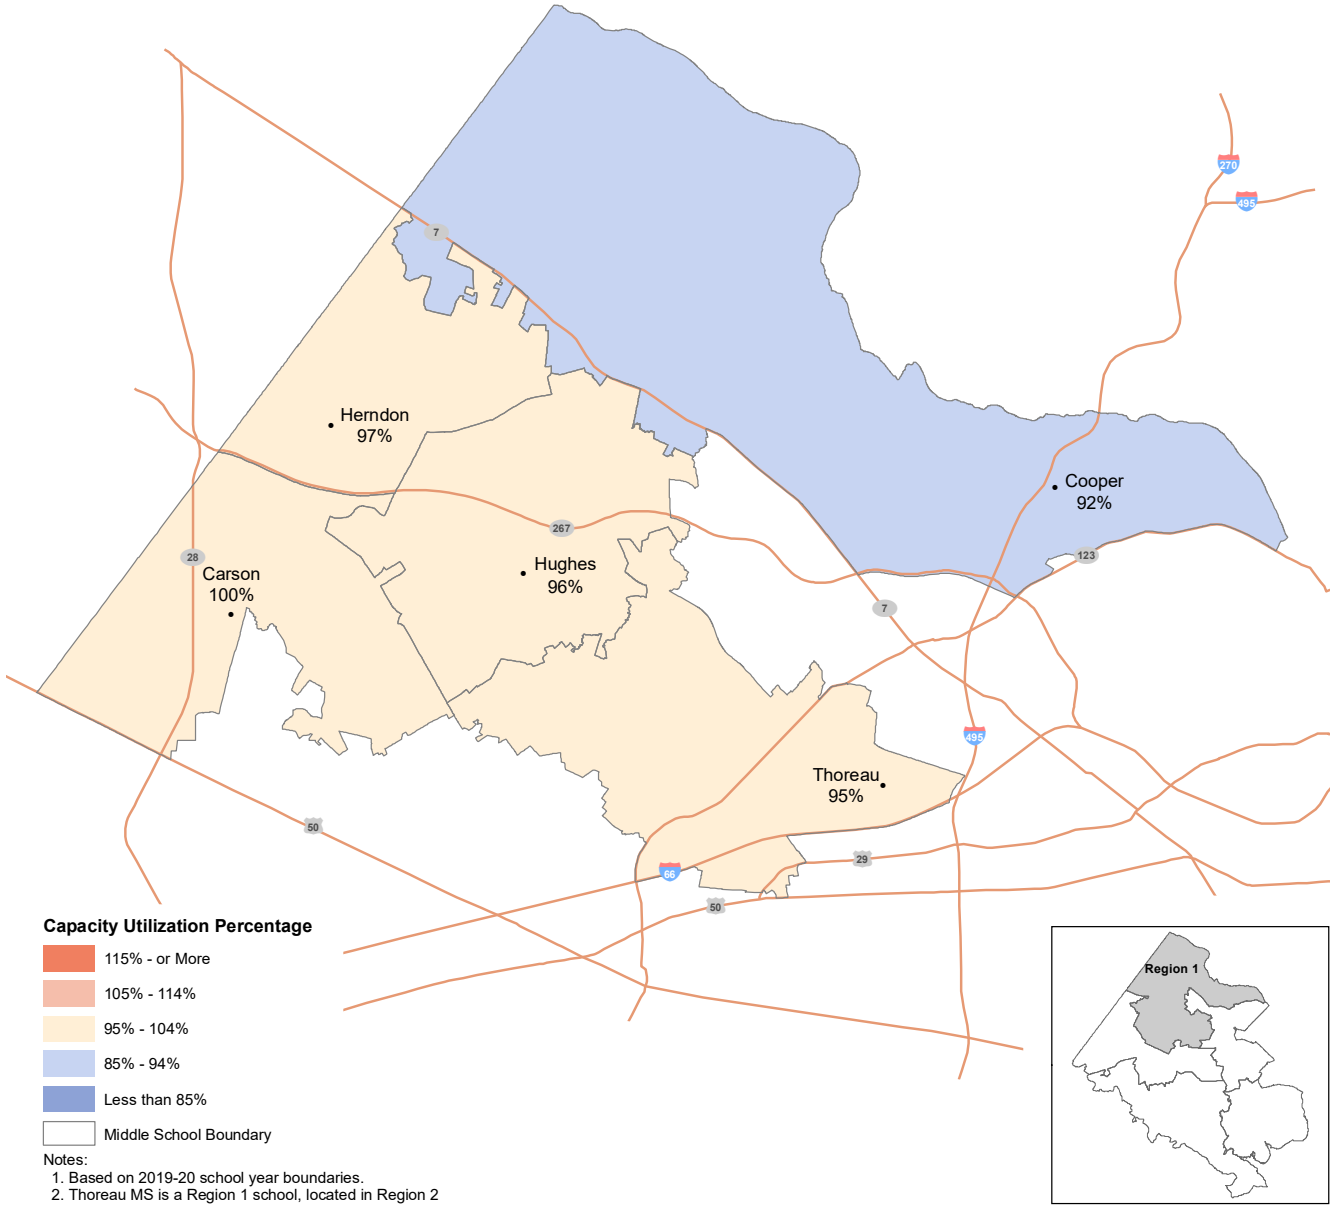 270
495
7
Herndon
97%
Cooper
92%
267
123
28
Hughes
96%
Carson
100%
7
495
Thoreau
95%
50
29
66
50
Capacity Utilization Percentage
115% - or More
105% - 114%
95% - 104%
85% - 94%
Less than 85%
Middle School Boundary
Notes:
1. Based on 2019-20 school year boundaries.
2. Thoreau MS is a Region 1 school, located in Region 2
Region 1